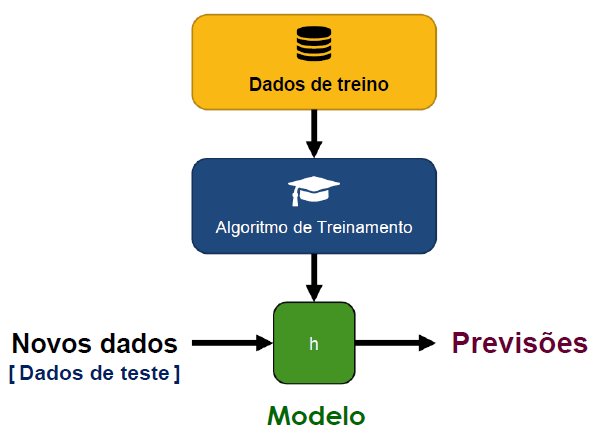 Dados de treino
Algoritmo de Treinamento
Novos dados
[ Dados de teste ]
h
Previsões
Modelo